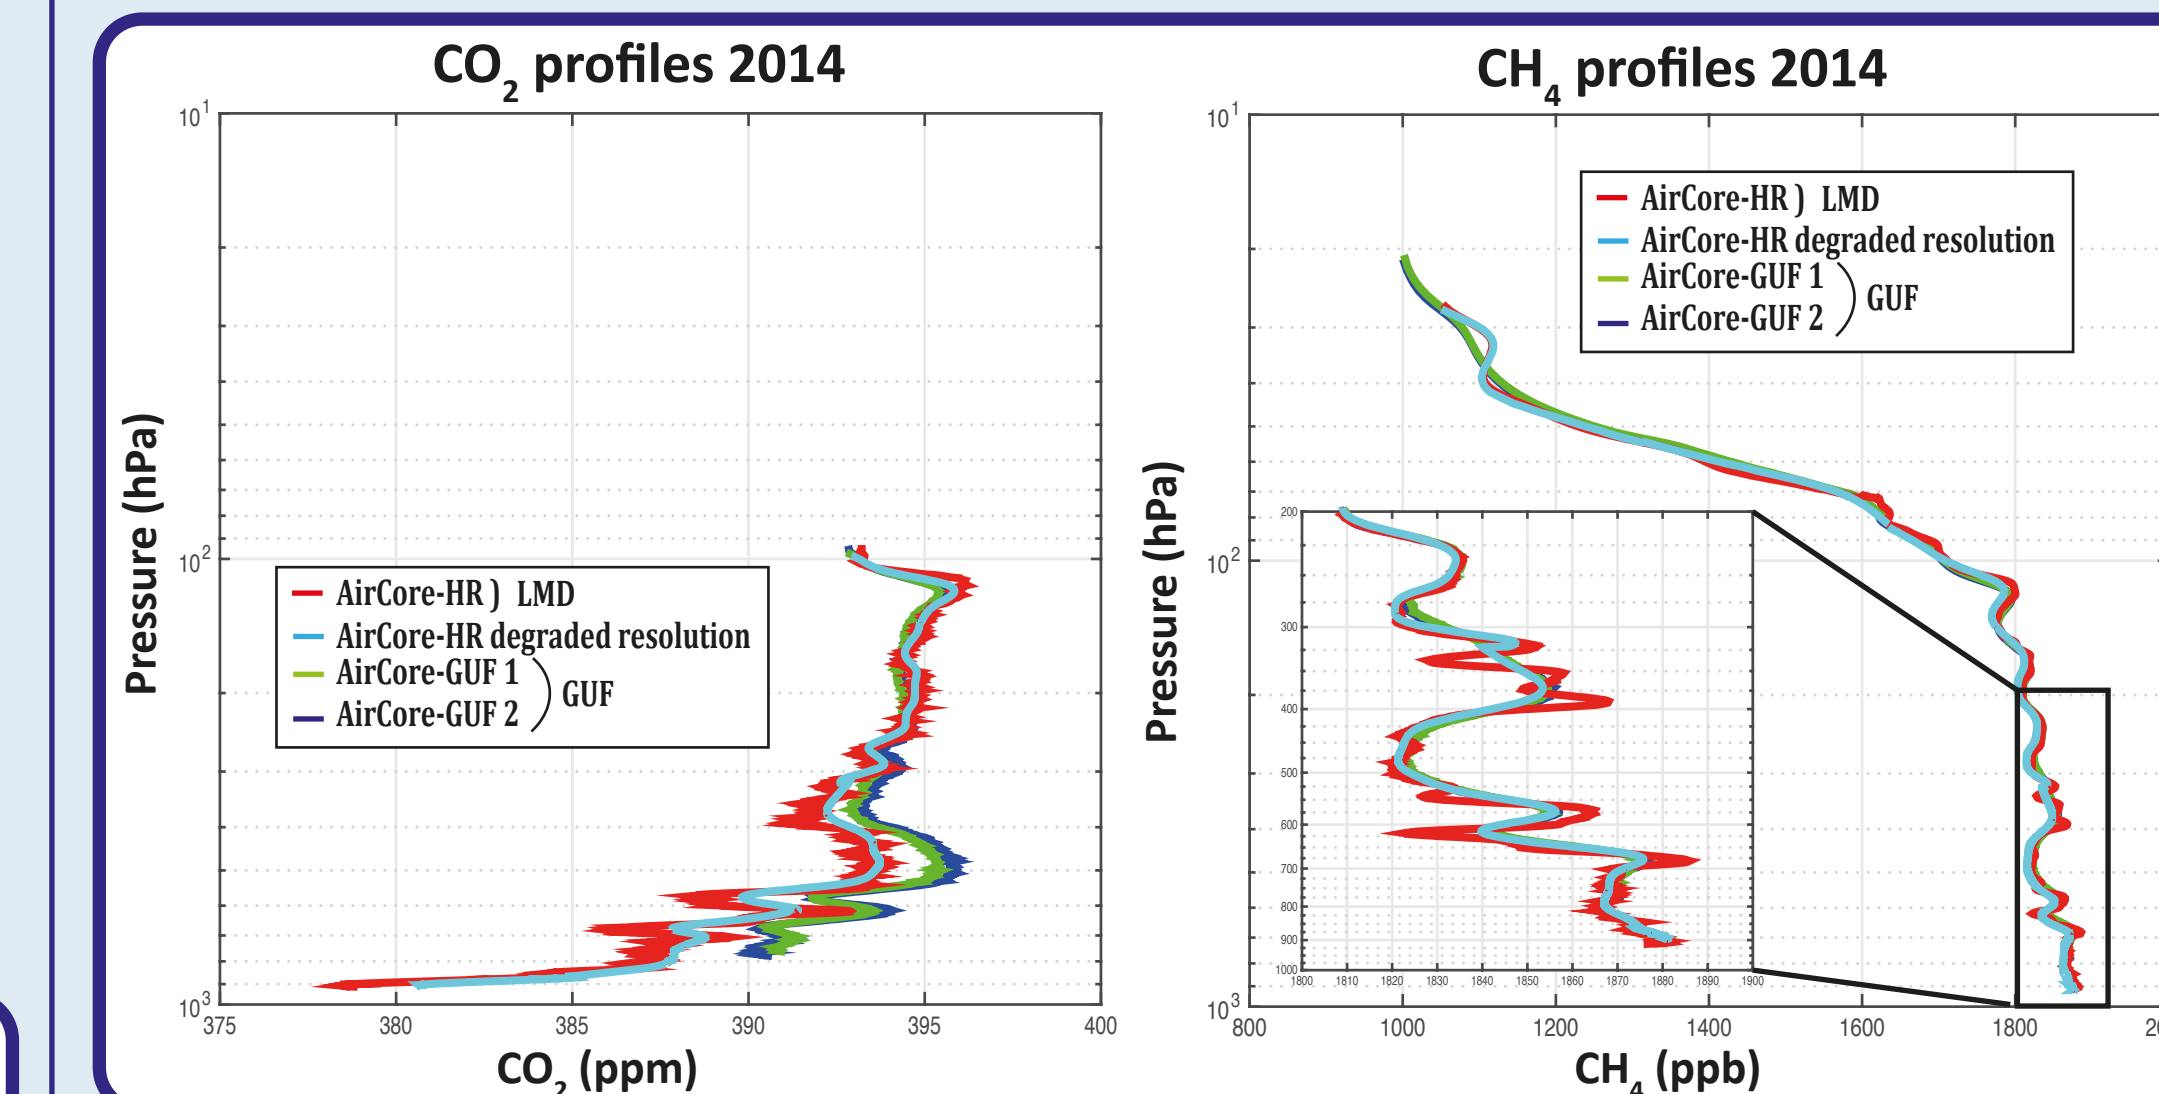 CO2 profiles 2014
10^1
10^2
10^3
Pressure (hPa)
AirCore-HR ) LMD
AirCore-HR degraded resolution
AirCore-GUF 1
AirCore-GUF 2
GUF
375 380 385 390 395 400
CO2 (ppm)
CH4 profiles 2014
10^1
10^2
10^3
Pressure (hPa)
AirCore-HR ) LMD
AirCore-HR degraded resolution
AirCore-GUF 1
AirCore-GUF 2
GUF
200
300
400
500
600
700
800
900
1000
1800 1810 1820 1830 1840 1850 1860 1870 1880 1890 1900
800 1000 1200 1400 1600 1800
CH4 (ppb)